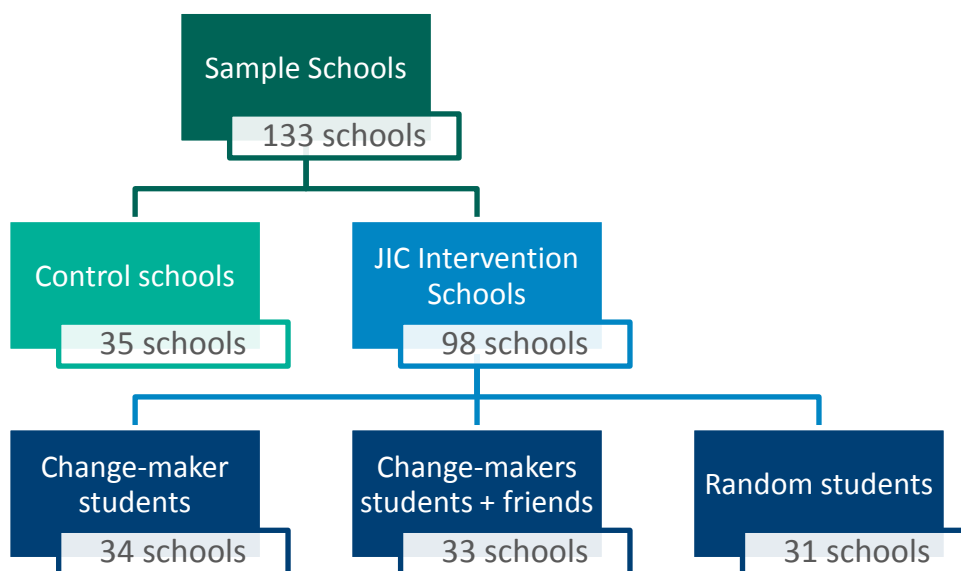 Sample Schools
133 schools
Control schools
35 schools
JIC Intervention
Schools
98 schools
Change-maker
students
34 schools
Change-makers
students + friends
33 schools
Random students
31 schools